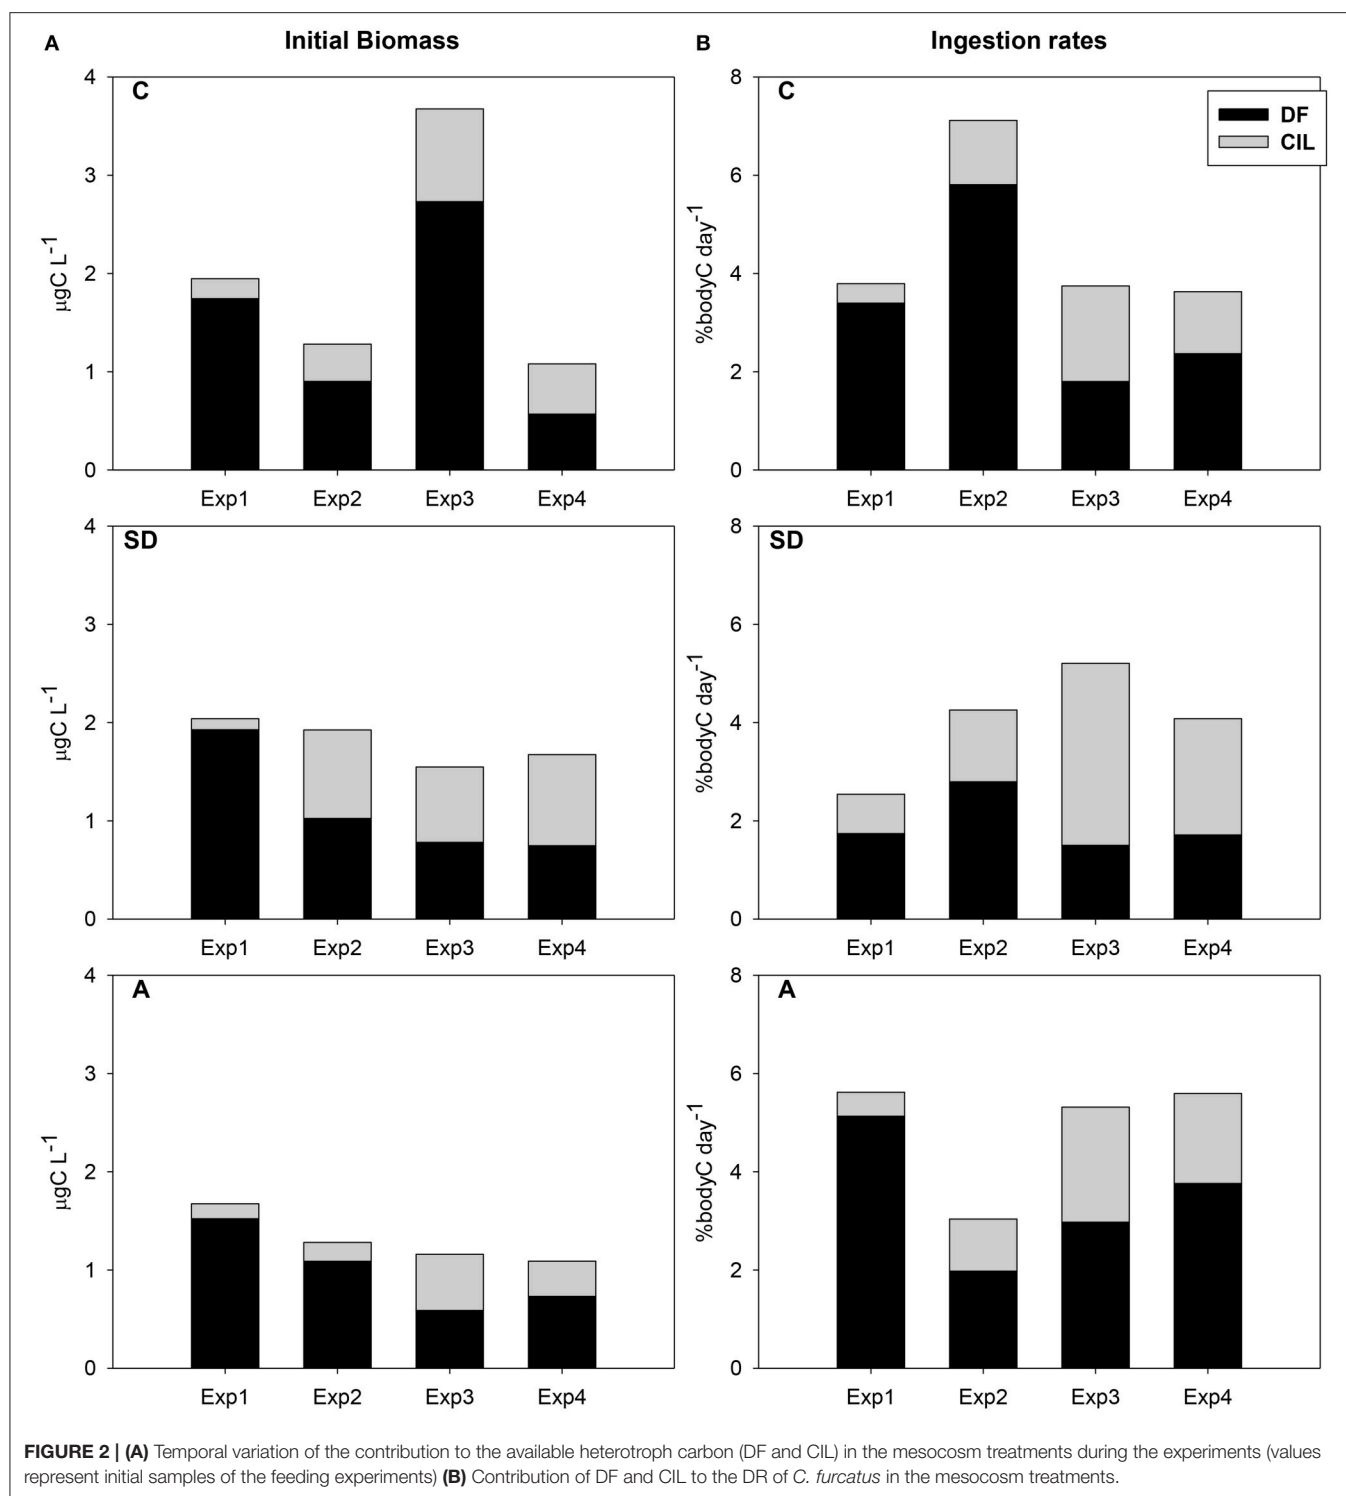 A Initial Biomass
B Ingestion rates
C
4
3
2
1
0
µgC L-1
Exp1 Exp2 Exp3 Exp4
C
DF
CIL
8
6
4
2
0
%bodyC day-1
Exp1 Exp2 Exp3 Exp4
SD
4
3
2
1
0
µgC L-1
Exp1 Exp2 Exp3 Exp4
SD
8
6
4
2
0
%bodyC day-1
Exp1 Exp2 Exp3 Exp4
A
4
3
2
1
0
µgC L-1
Exp1 Exp2 Exp3 Exp4
A
8
6
4
2
0
%bodyC day-1
Exp1 Exp2 Exp3 Exp4
FIGURE 2 | (A) Temporal variation of the contribution to the available heterotroph carbon (DF and CIL) in the mesocosm treatments during the experiments (values
represent initial samples of the feeding experiments) (B) Contribution of DF and CIL to the DR of C. furcatus in the mesocosm treatments.